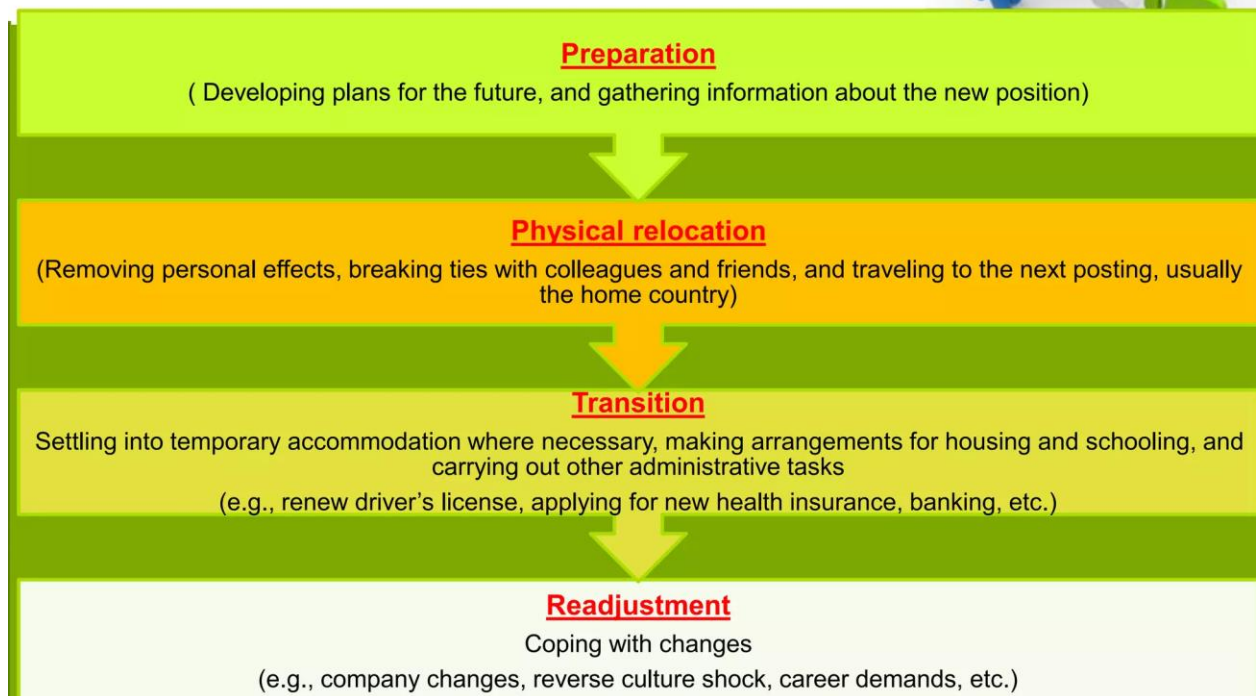 Preparation
( Developing plans for the future, and gathering information about the new position)
Physical relocation
(Removing personal effects, breaking ties with colleagues and friends, and traveling to the next posting, usually
the home country)
Transition
Settling into temporary accommodation where necessary, making arrangements for housing and schooling, and
carrying out other administrative tasks
(e.g., renew driver’s license, applying for new health insurance, banking, etc.)
Readjustment
Coping with changes
(e.g., company changes, reverse culture shock, career demands, etc.)